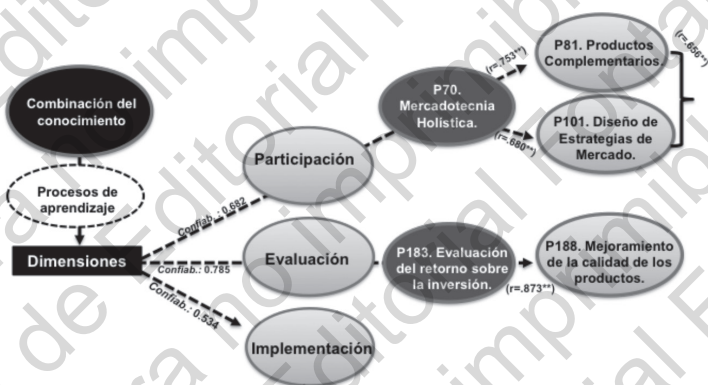 Combinación del
conocimiento
Procesos de
aprendizaje
Dimensiones
Confiab.: 0.682
Confiab.: 0.785
Confiab.: 0.534
Participación
Evaluación
Implementación
P70.
Mercadotecnia
Holística.
(r=.753**)
(r=.680**)
P81. Productos
Complementarios.
P101. Diseño de
Estrategias de
Mercado.
(r=.656**)
P183. Evaluación
del retorno sobre
la inversión.
(r=.873**)
P188. Mejoramiento
de la calidad de los
productos.